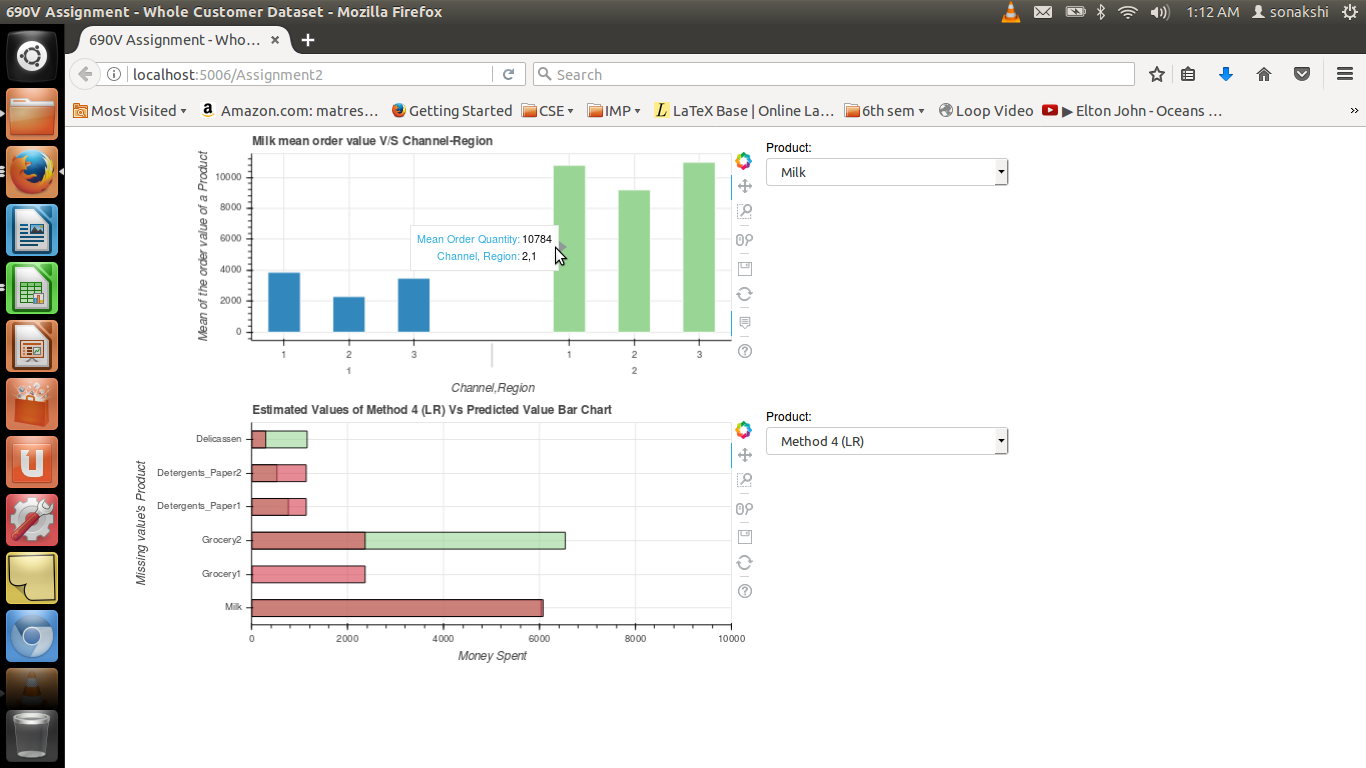 690V Assignment - Whole Customer Dataset - Mozilla Firefox
1:12 AM sonakshi
690V Assignment - Who…
localhost:5006/Assignment2
Search
Most Visited
Amazon.com: matres…
Getting Started
CSE
IMP
LaTeX Base | Online La…
6th sem
Loop Video
▶ Elton John - Oceans …
»
Milk mean order value V/S Channel-Region
Mean of the order value of a Product
10000
8000
6000
4000
2000
0
Mean Order Quantity: 10784
Channel, Region: 2,1
1 2 3 1 2 3
1 2
Channel,Region
Product:
Milk
Estimated Values of Method 4 (LR) Vs Predicted Value Bar Chart
Missing value's Product
Delicassen
Detergents_Paper2
Detergents_Paper1
Grocery2
Grocery1
Milk
0 2000 4000 6000 8000 10000
Money Spent
Product:
Method 4 (LR)